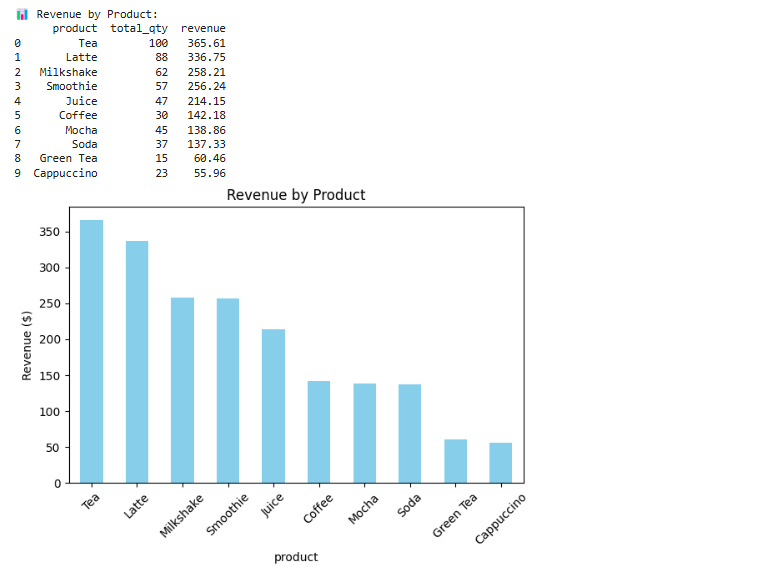 📊 Revenue by Product:
product total_qty revenue
0 Tea 100 365.61
1 Latte 88 336.75
2 Milkshake 62 258.21
3 Smoothie 57 256.24
4 Juice 47 214.15
5 Coffee 30 142.18
6 Mocha 45 138.86
7 Soda 37 137.33
8 Green Tea 15 60.46
9 Cappuccino 23 55.96
Revenue by Product
350
300
250
200
150
100
50
0
Revenue ($)
Tea
Latte
Milkshake
Smoothie
Juice
Coffee
Mocha
Soda
Green Tea
Cappuccino
product